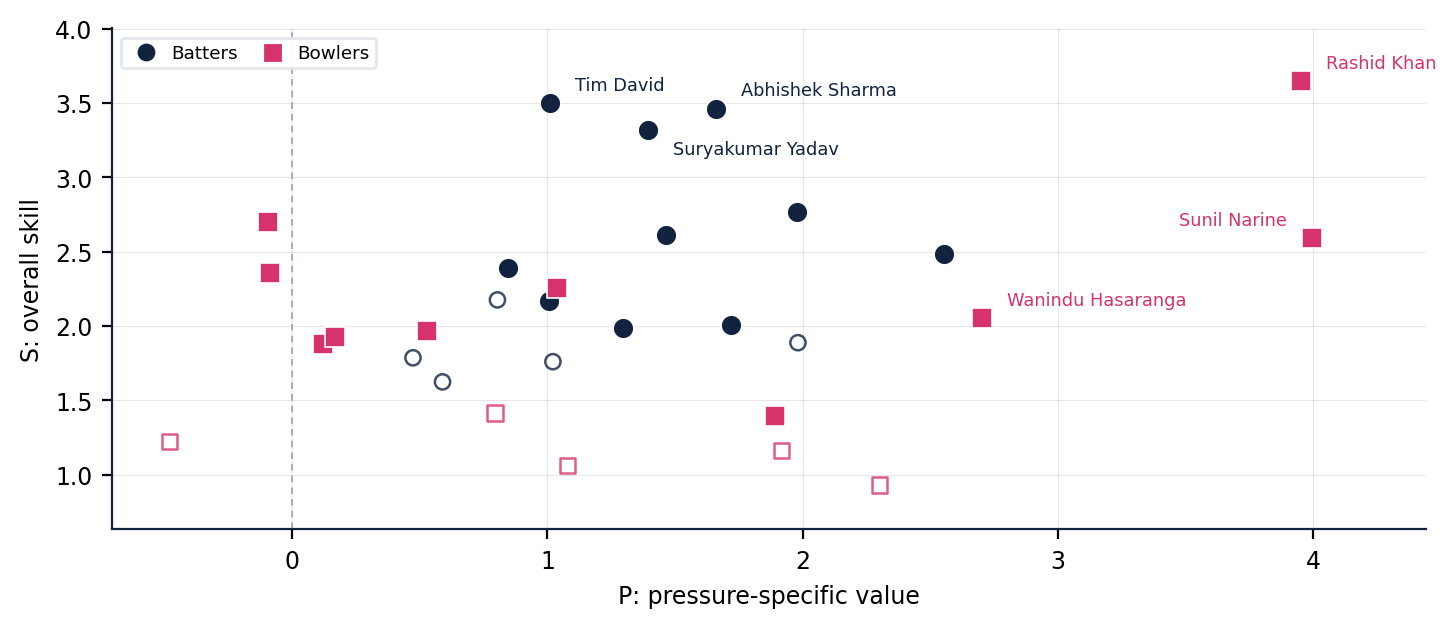 4.0
3.5
3.0
2.5
2.0
1.5
1.0
S: overall skill
Batters
Bowlers
Tim David
Abhishek Sharma
Suryakumar Yadav
Rashid Khan
Sunil Narine
Wanindu Hasaranga
0
1
2
3
4
P: pressure-specific value